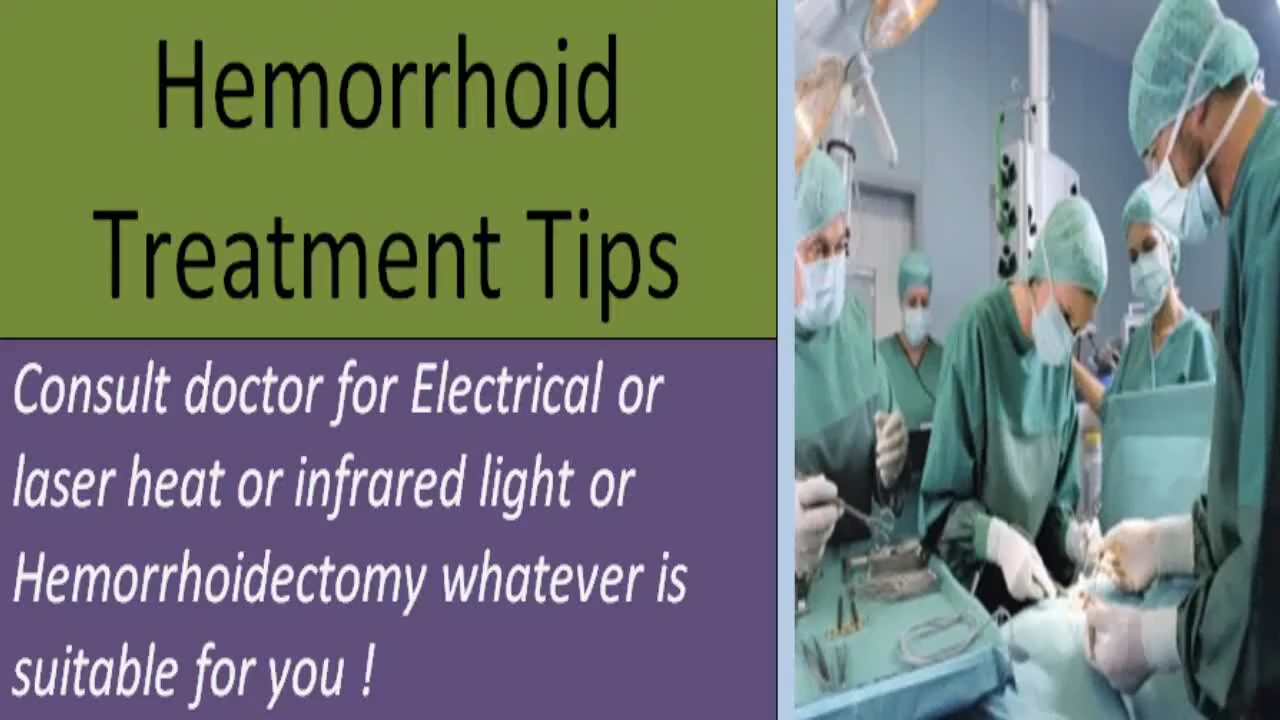 Hemorrhoid
Treatment Tips
Consult doctor for Electrical or
laser heat or infrared light or
Hemorrhoidectomy whatever is
suitable for you !